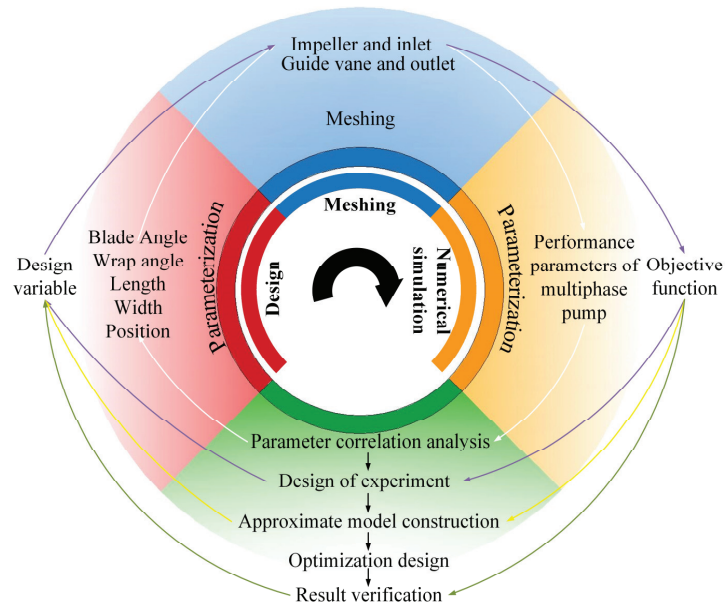 Impeller and inlet
Guide vane and outlet
Meshing
Meshing
Parameterization
Design
Numerical
simulation
Parameterization
Blade Angle
Wrap angle
Length
Width
Position
Design
variable
Performance
parameters of
multiphase
pump
Objective
function
Parameter correlation analysis
Design of experiment
Approximate model construction
Optimization design
Result verification